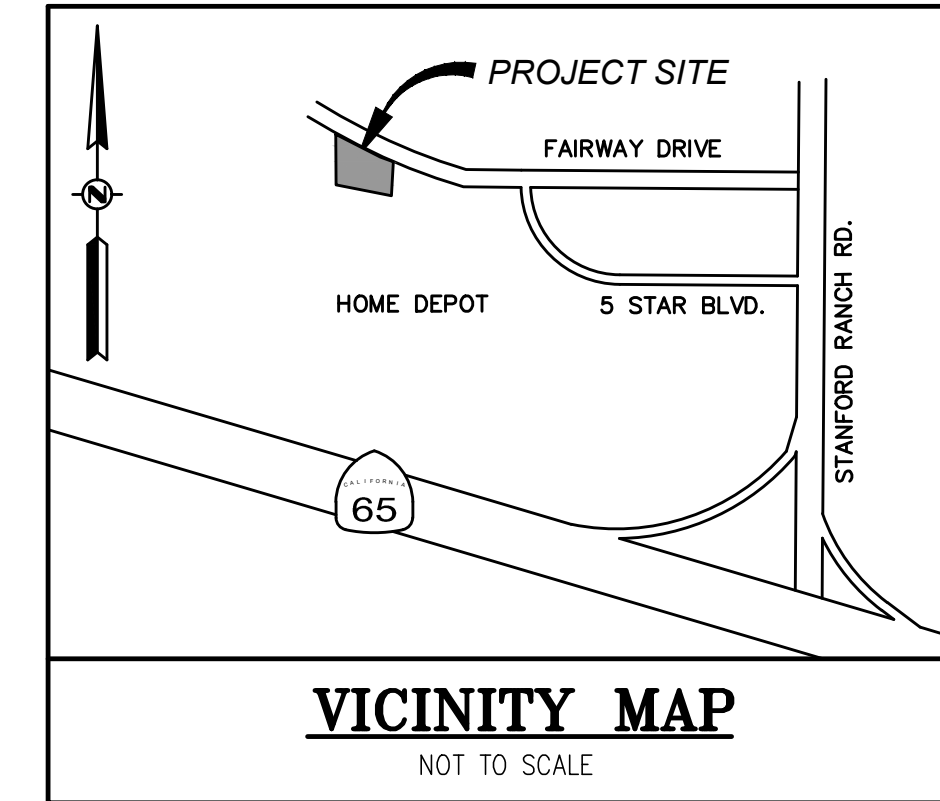 PROJECT SITE
FAIRWAY DRIVE
N
HOME DEPOT
5 STAR BLVD.
STANFORD RANCH RD.
CALIFORNIA
65
VICINITY MAP
NOT TO SCALE